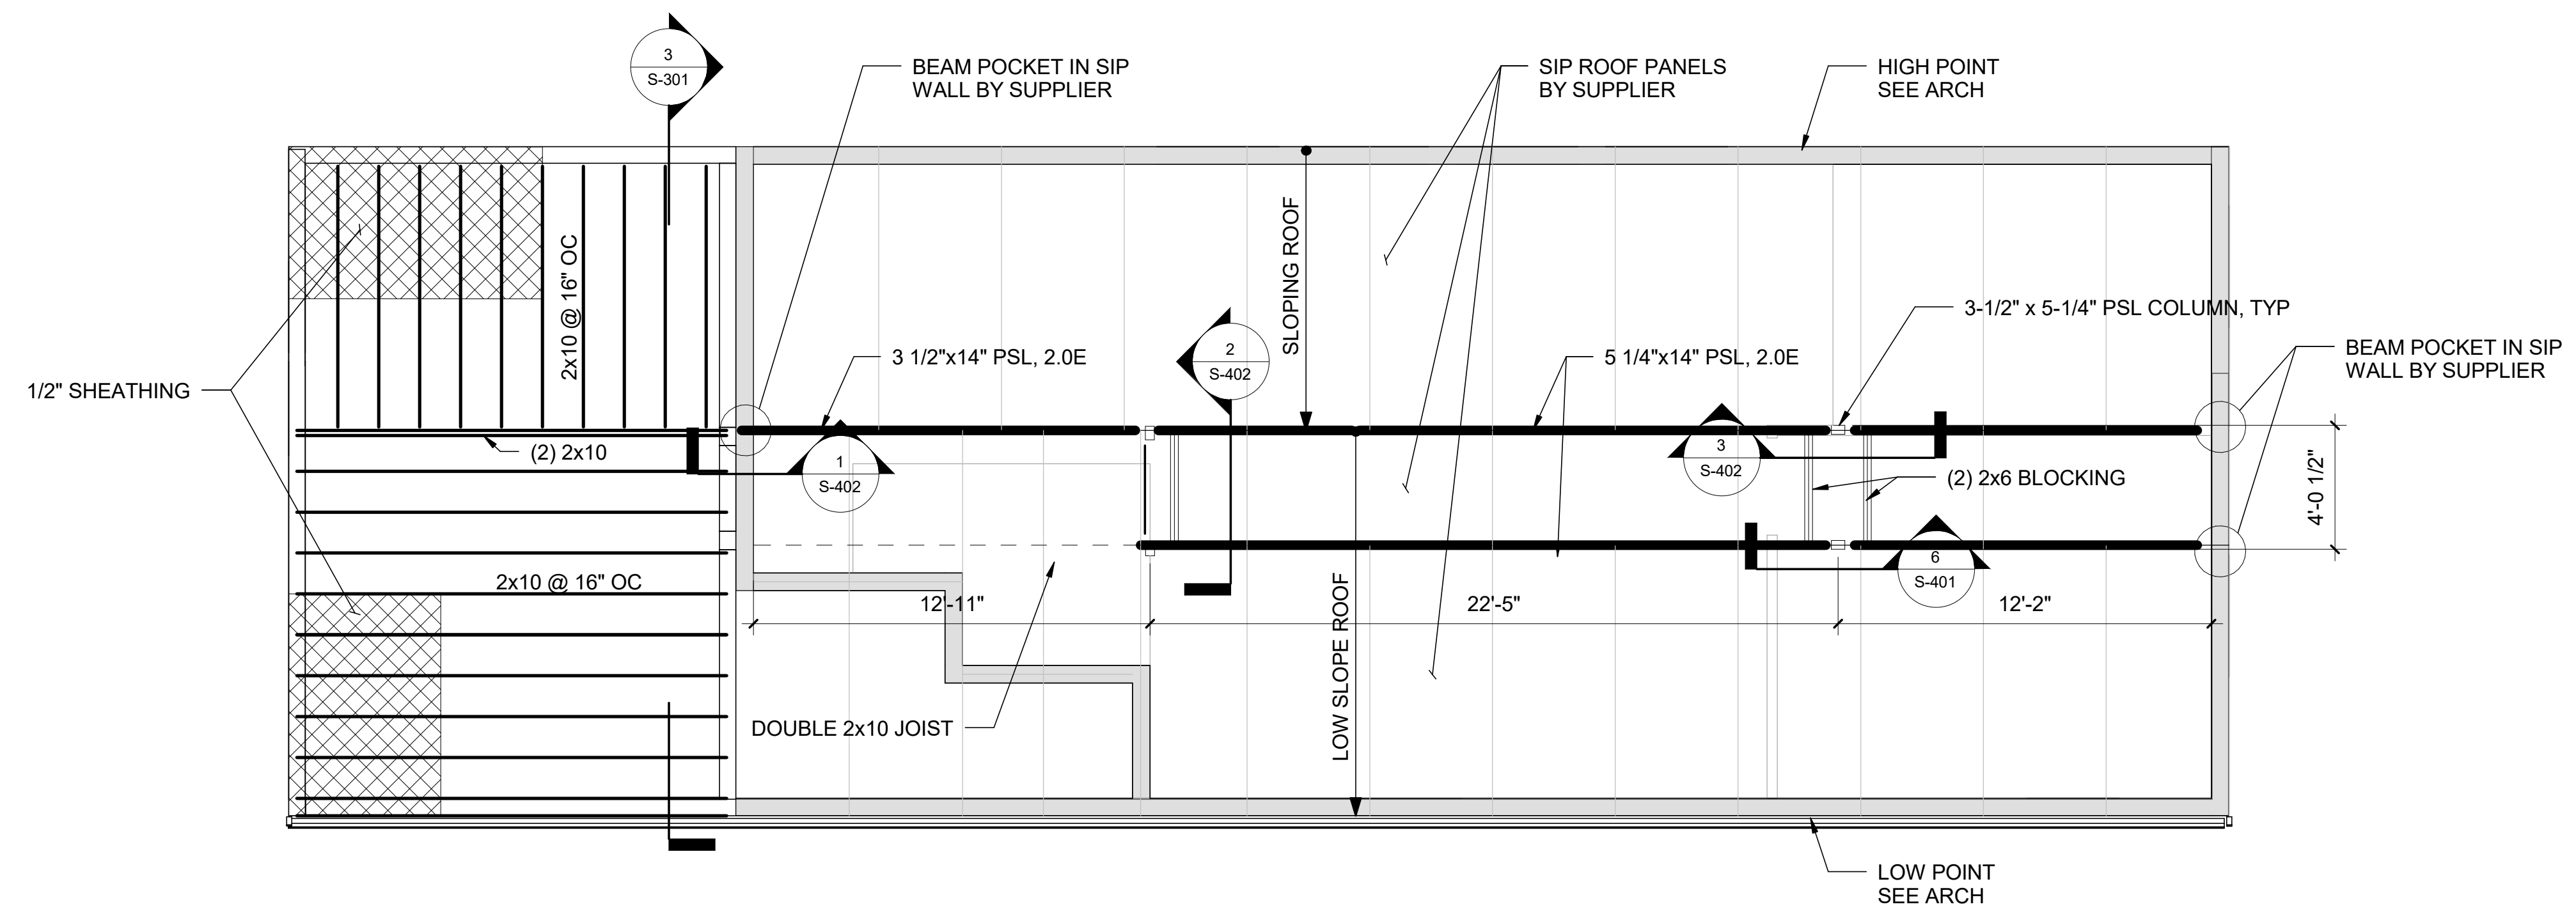 3
S-301
BEAM POCKET IN SIP
WALL BY SUPPLIER
SIP ROOF PANELS
BY SUPPLIER
HIGH POINT
SEE ARCH
2x10 @ 16" OC
SLOPING ROOF
3-1/2" x 5-1/4" PSL COLUMN, TYP
1/2" SHEATHING
3 1/2"x14" PSL, 2.0E
2
S-402
5 1/4"x14" PSL, 2.0E
BEAM POCKET IN SIP
WALL BY SUPPLIER
(2) 2x10
1
S-402
3
S-402
(2) 2x6 BLOCKING
4'-0 1/2"
2x10 @ 16" OC
6
S-401
12'-11"
22'-5"
12'-2"
LOW SLOPE ROOF
DOUBLE 2x10 JOIST
LOW POINT
SEE ARCH